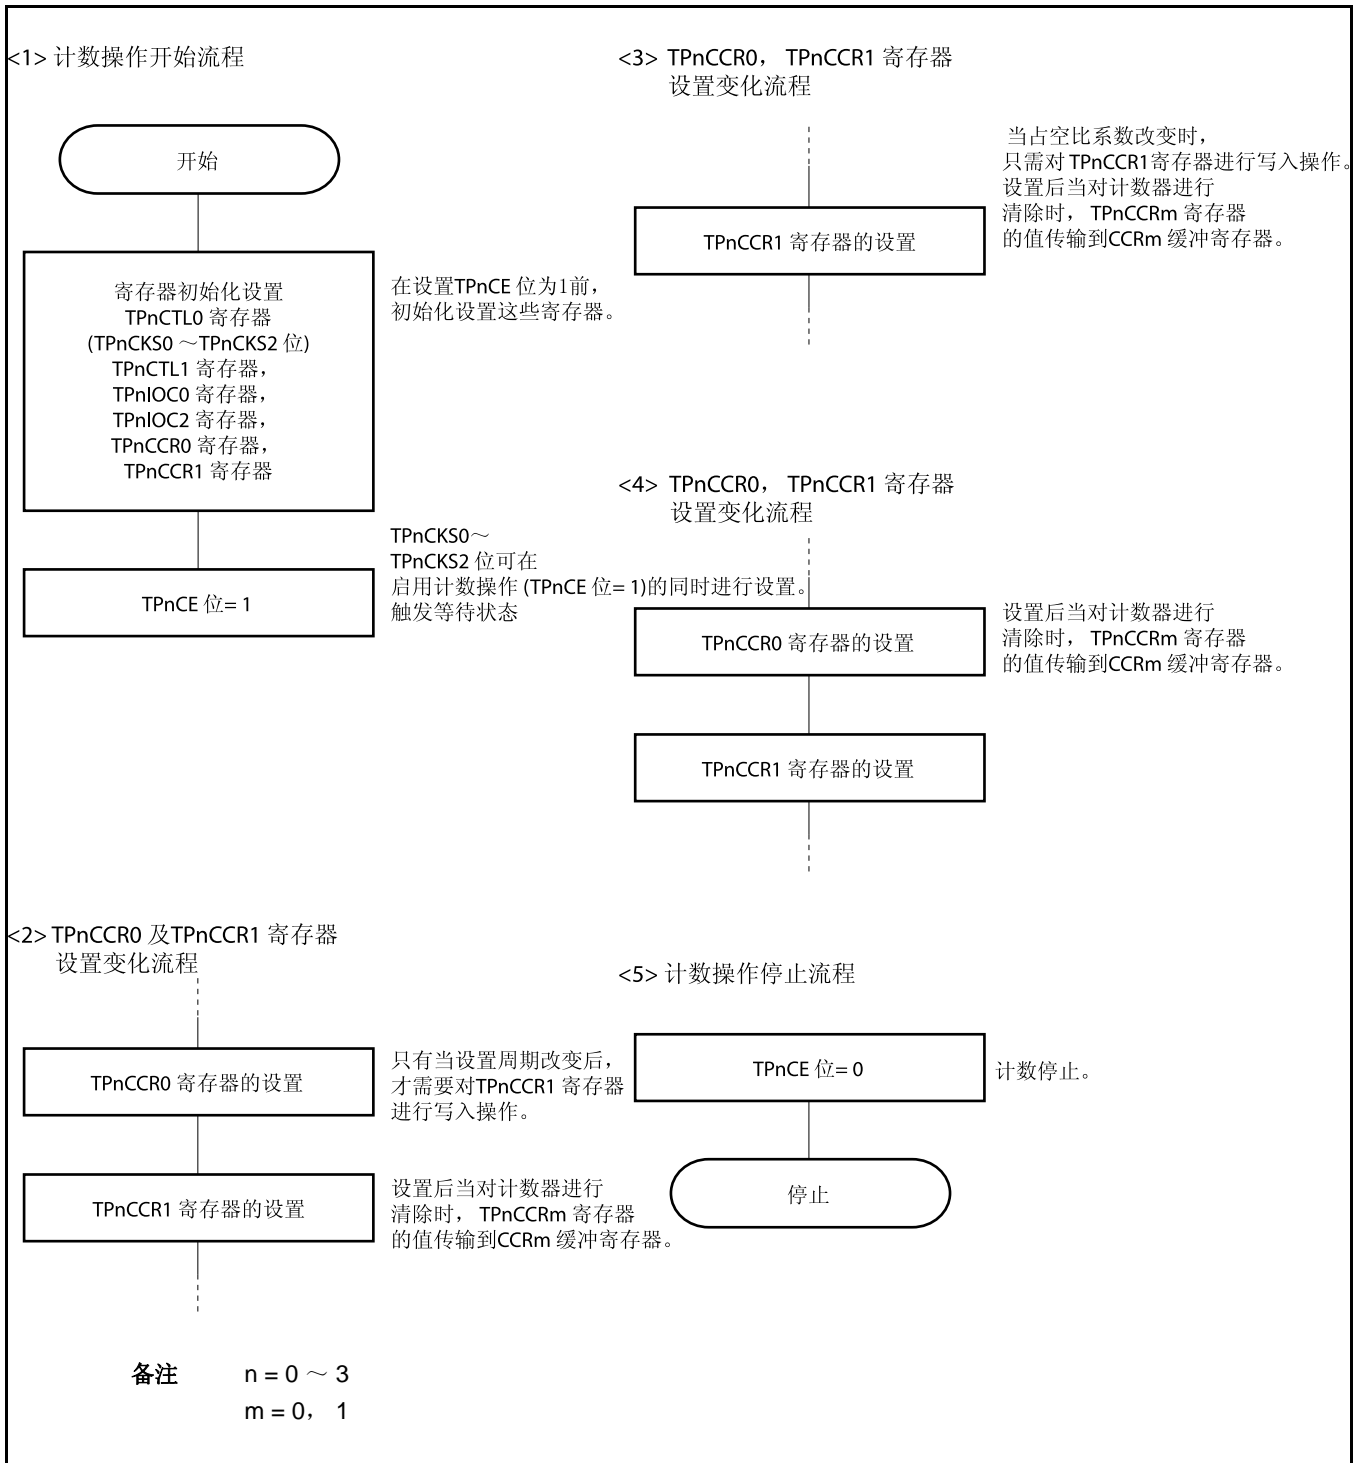 <1> 计数操作开始流程
开始
寄存器初始化设置
TPnCTL0 寄存器
(TPnCKS0 ～TPnCKS2 位)
TPnCTL1 寄存器，
TPnIOC0 寄存器，
TPnIOC2 寄存器，
TPnCCR0 寄存器，
TPnCCR1 寄存器
在设置TPnCE 位为1前，
初始化设置这些寄存器。
TPnCE 位= 1
TPnCKS0～
TPnCKS2 位可在
启用计数操作 (TPnCE 位= 1)的同时进行设置。
触发等待状态
<2> TPnCCR0 及TPnCCR1 寄存器
设置变化流程
TPnCCR0 寄存器的设置
只有当设置周期改变后，
才需要对TPnCCR1 寄存器
进行写入操作。
TPnCCR1 寄存器的设置
设置后当对计数器进行
清除时， TPnCCRm 寄存器
的值传输到CCRm 缓冲寄存器。
<3> TPnCCR0， TPnCCR1 寄存器
设置变化流程
TPnCCR1 寄存器的设置
当占空比系数改变时，
只需对 TPnCCR1寄存器进行写入操作。
设置后当对计数器进行
清除时， TPnCCRm 寄存器
的值传输到CCRm 缓冲寄存器。
<4> TPnCCR0， TPnCCR1 寄存器
设置变化流程
TPnCCR0 寄存器的设置
设置后当对计数器进行
清除时， TPnCCRm 寄存器
的值传输到CCRm 缓冲寄存器。
TPnCCR1 寄存器的设置
<5> 计数操作停止流程
TPnCE 位= 0
计数停止。
停止
备注 n = 0 ～ 3
m = 0， 1